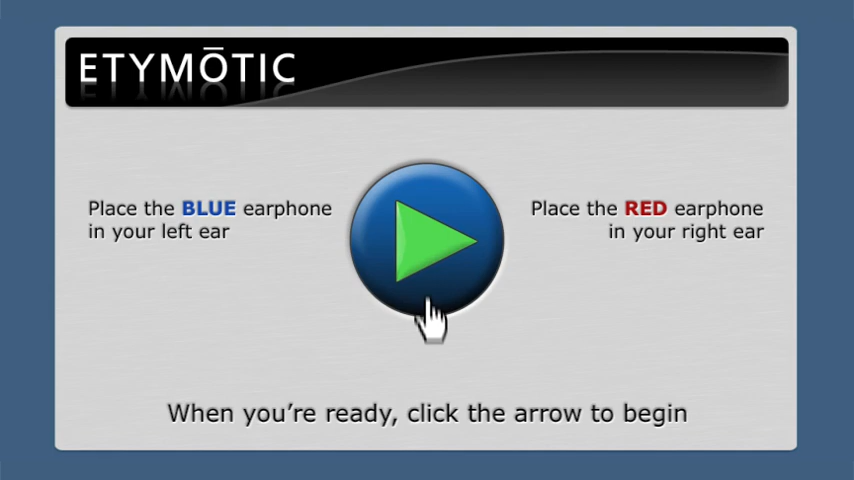 ETYMŌTIC
Place the BLUE earphone
in your left ear
Place the RED earphone
in your right ear
When you’re ready, click the arrow to begin